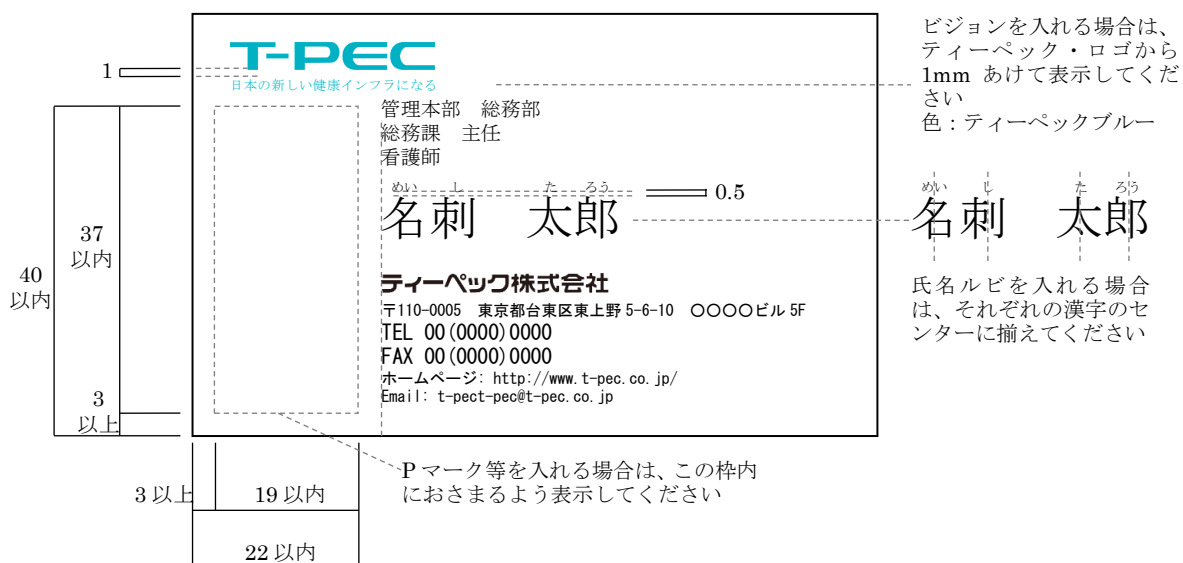 T-PEC
日本の新しい健康インフラになる
1
管理本部　総務部
総務課　主任
看護師
めい　し　た　ろう
名刺　太郎
0.5
ティーペック株式会社
〒110-0005　東京都台東区東上野 5-6-10　〇〇〇〇ビル 5F
TEL 00(0000)0000
FAX 00(0000)0000
ホームページ: http://www.t-pec.co.jp/
Email: t-pect-pec@t-pec.co.jp
37
以内
40
以内
3
以上
3 以上
19 以内
22 以内
P マーク等を入れる場合は、この枠内
におさまるよう表示してください
ビジョンを入れる場合は、
ティーペック・ロゴから
1mm あけて表示してくだ
さい
色：ティーペックブルー
めい　し　た　ろう
名刺　太郎
氏名ルビを入れる場合
は、それぞれの漢字のセ
ンターに揃えてください